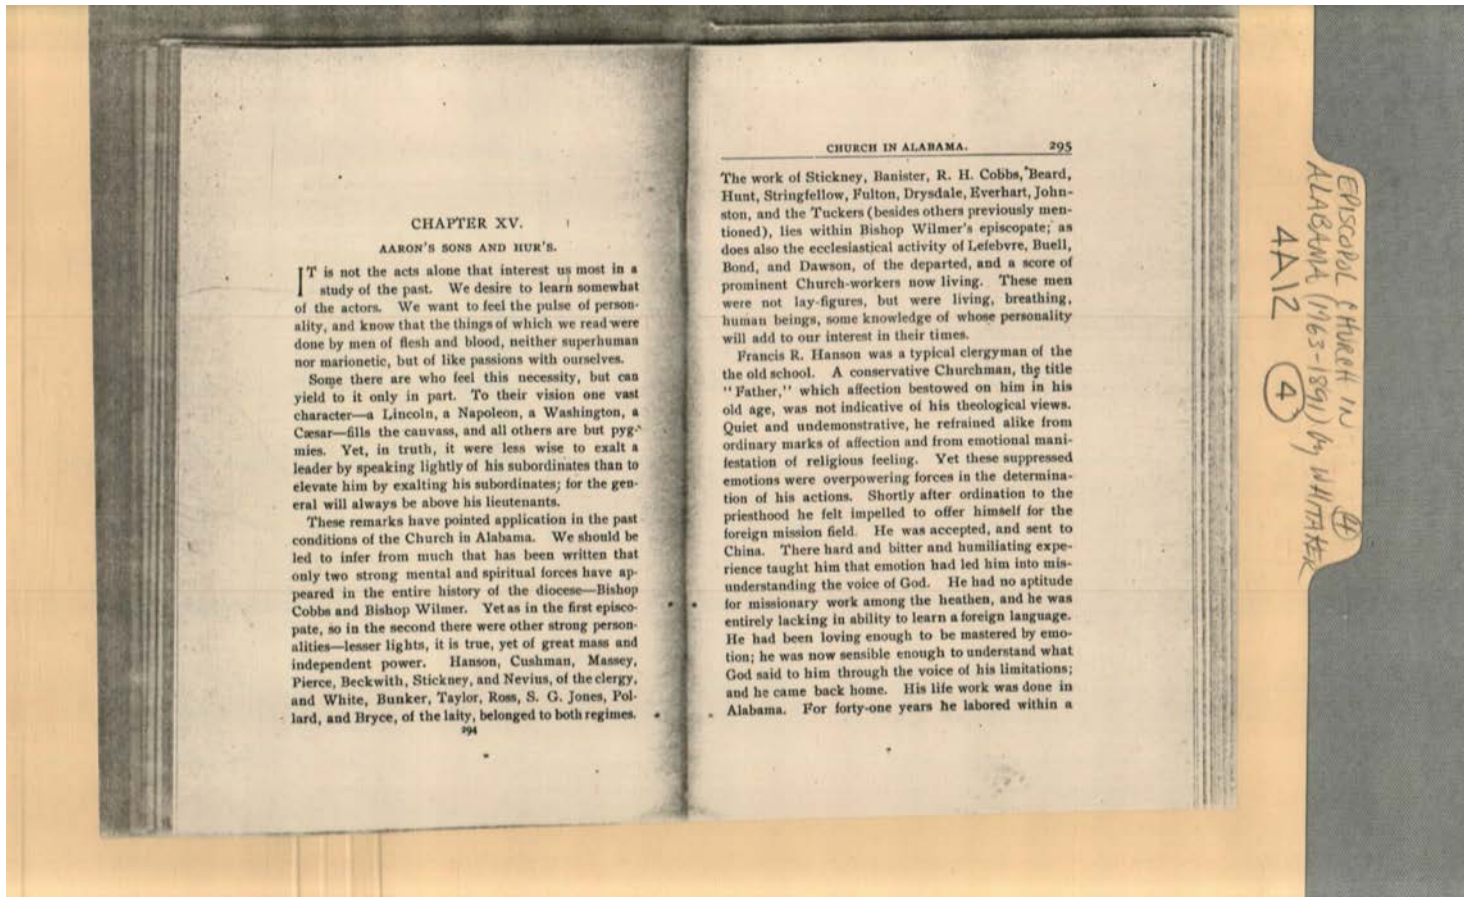 CHAPTER XV.
AARON'S SONS AND HUR'S.
IT is not the acts alone that interest us most in a
study of the past. We desire to learn somewhat
of the actors. We want to feel the pulse of person-
ality, and know that the things of which we read were
done by men of flesh and blood, neither superhuman
nor marionetic, but of like passions with ourselves.
Some there are who feel this necessity, but can
yield to it only in part. To their vision one vast
character—a Lincoln, a Napoleon, a Washington, a
Cæsar—fills the canvass, and all others are but pyg-
mies. Yet, in truth, it were less wise to exalt a
leader by speaking lightly of his subordinates than to
elevate him by exalting his subordinates; for the gen-
eral will always be above his lieutenants.
These remarks have pointed application in the past
conditions of the Church in Alabama. We should be
led to infer from much that has been written that
only two strong mental and spiritual forces have ap-
peared in the entire history of the diocese—Bishop
Cobbs and Bishop Wilmer. Yet as in the first episco-
pate, so in the second there were other strong person-
alities—lesser lights, it is true, yet of great mass and
independent power. Hanson, Cushman, Massey,
Pierce, Beckwith, Stickney, and Nevius, of the clergy,
and White, Bunker, Taylor, Ross, S. G. Jones, Pol-
lard, and Bryce, of the laity, belonged to both regimes.
294
CHURCH IN ALABAMA. 295
The work of Stickney, Banister, R. H. Cobbs, Beard,
Hunt, Stringfellow, Fulton, Drysdale, Everhart, John-
ston, and the Tuckers (besides others previously men-
tioned), lies within Bishop Wilmer's episcopate; as
does also the ecclesiastical activity of Lefebvre, Buell,
Bond, and Dawson, of the departed, and a score of
prominent Church-workers now living. These men
were not lay-figures, but were living, breathing,
human beings, some knowledge of whose personality
will add to our interest in their times.
Francis R. Hanson was a typical clergyman of the
the old school. A conservative Churchman, the title
"Father," which affection bestowed on him in his
old age, was not indicative of his theological views.
Quiet and undemonstrative, he refrained alike from
ordinary marks of affection and from emotional mani-
festation of religious feeling. Yet these suppressed
emotions were overpowering forces in the determina-
tion of his actions. Shortly after ordination to the
priesthood he felt impelled to offer himself for the
foreign mission field. He was accepted, and sent to
China. There hard and bitter and humiliating expe-
rience taught him that emotion had led him into mis-
understanding the voice of God. He had no aptitude
for missionary work among the heathen, and he was
entirely lacking in ability to learn a foreign language.
He had been loving enough to be mastered by emo-
tion; he was now sensible enough to understand what
God said to him through the voice of his limitations;
and he came back home. His life work was done in
Alabama. For forty-one years he labored within a
EPISCOPOL CHURCH IN
ALABAMA (1763-1891) by WHITAKER
4A12 4